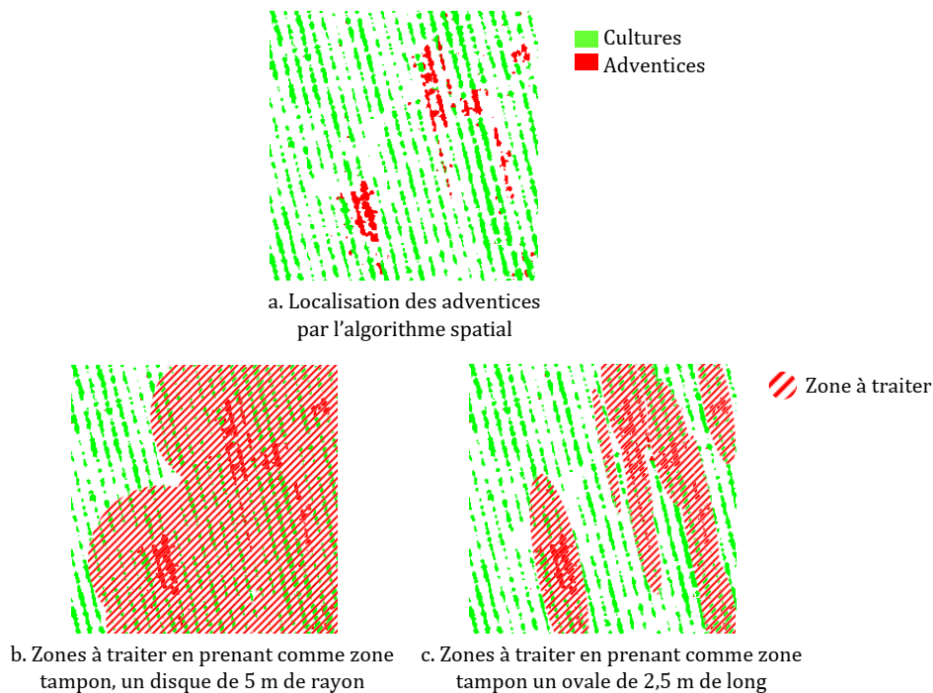 Cultures
Adventices
a. Localisation des adventices
par l'algorithme spatial
Zone à traiter
b. Zones à traiter en prenant comme zone
tampon, un disque de 5 m de rayon
c. Zones à traiter en prenant comme zone
tampon un ovale de 2,5 m de long